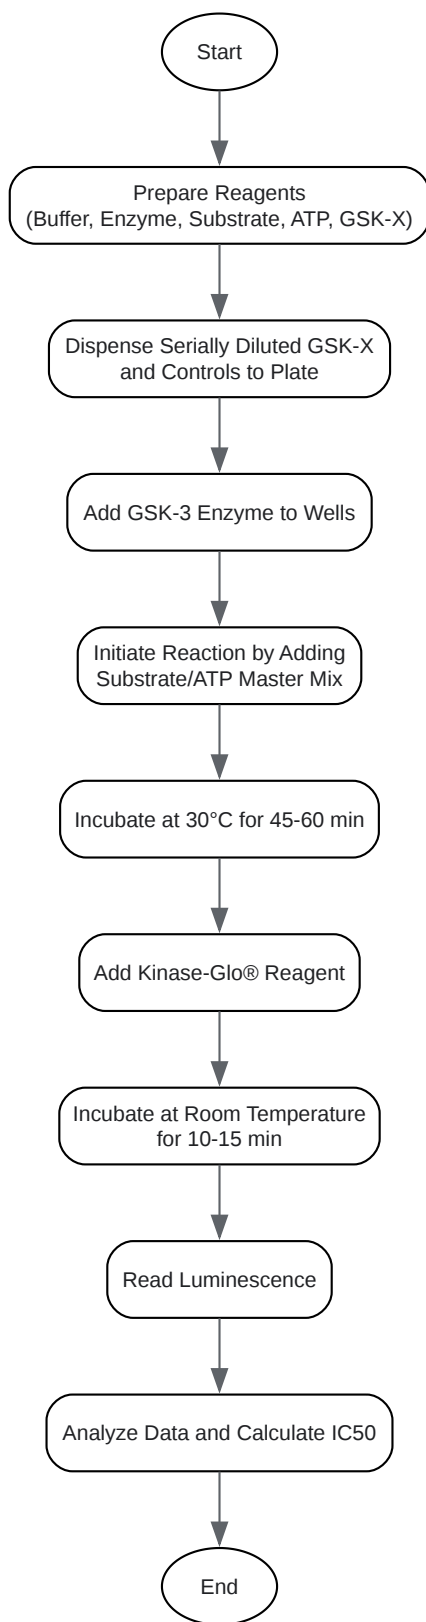 Start
Prepare Reagents
(Buffer, Enzyme, Substrate, ATP, GSK-X)
Dispense Serially Diluted GSK-X
and Controls to Plate
Add GSK-3 Enzyme to Wells
Initiate Reaction by Adding
Substrate/ATP Master Mix
Incubate at 30°C for 45-60 min
Add Kinase-Glo® Reagent
Incubate at Room Temperature
for 10-15 min
Read Luminescence
Analyze Data and Calculate IC50
End